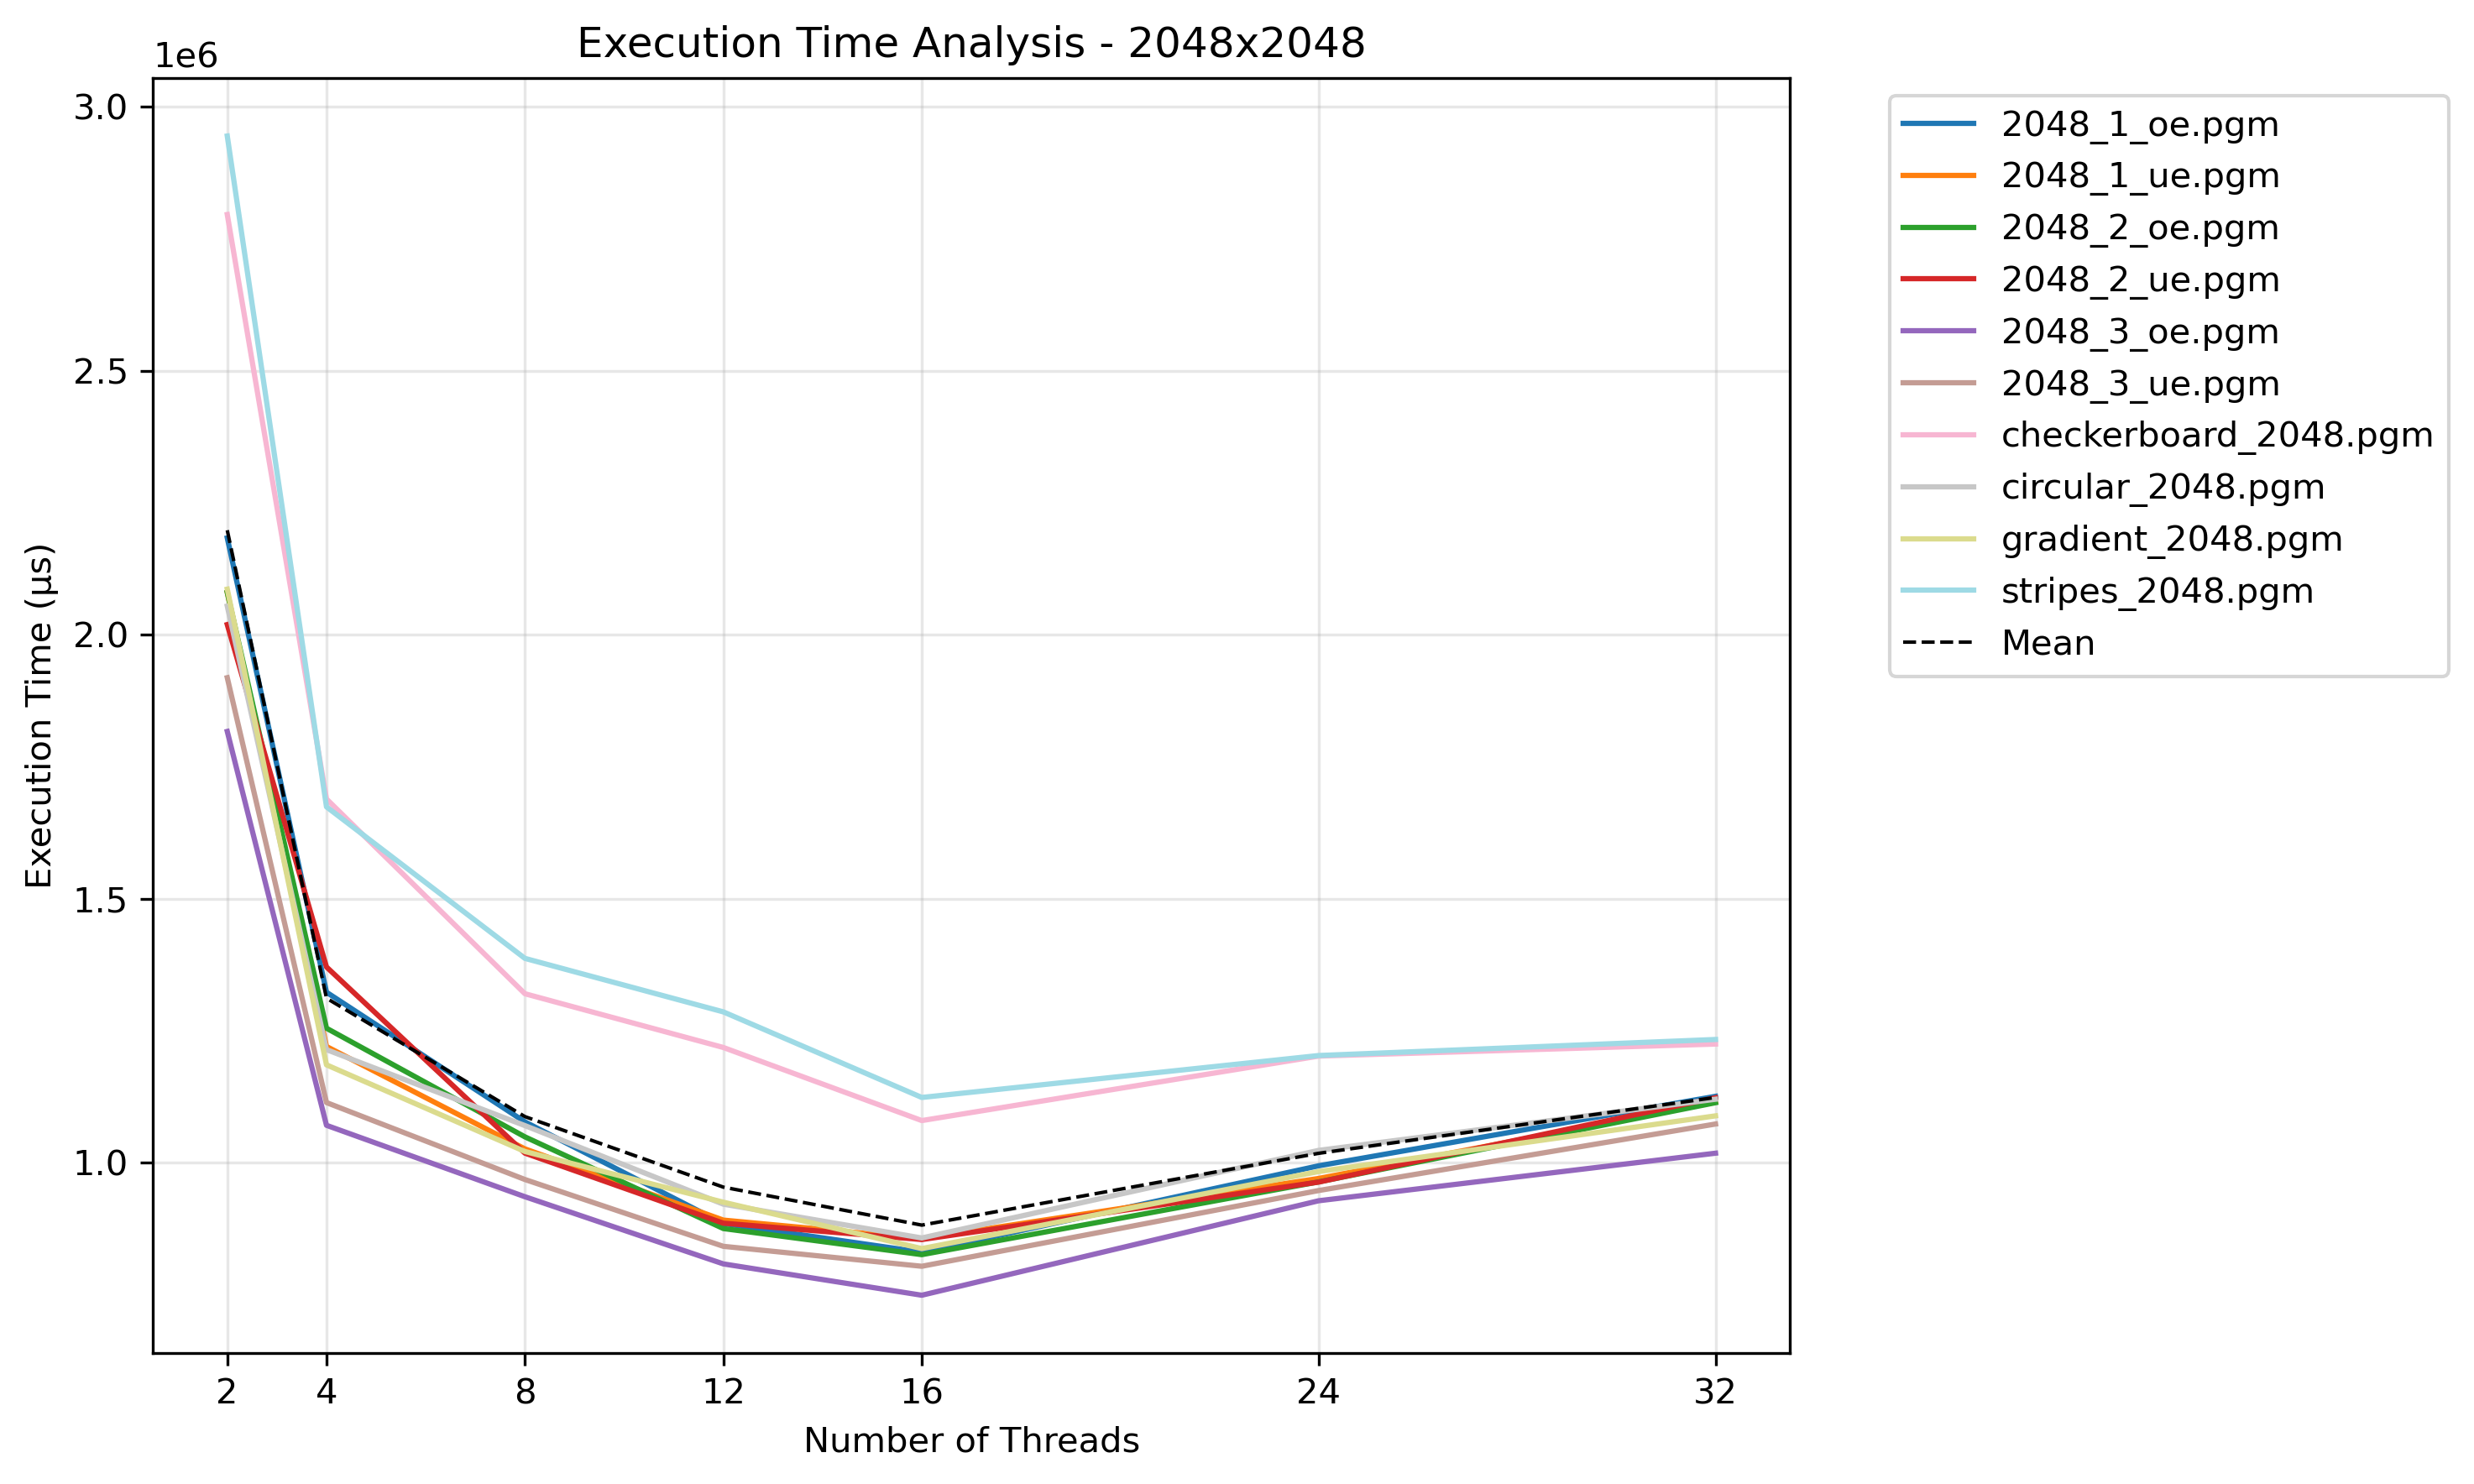 Execution Time Analysis - 2048x2048
1e6
3.0
2.5
2.0
1.5
1.0
Execution Time (µs)
2 4 8 12 16 24 32
Number of Threads
2048_1_oe.pgm
2048_1_ue.pgm
2048_2_oe.pgm
2048_2_ue.pgm
2048_3_oe.pgm
2048_3_ue.pgm
checkerboard_2048.pgm
circular_2048.pgm
gradient_2048.pgm
stripes_2048.pgm
Mean